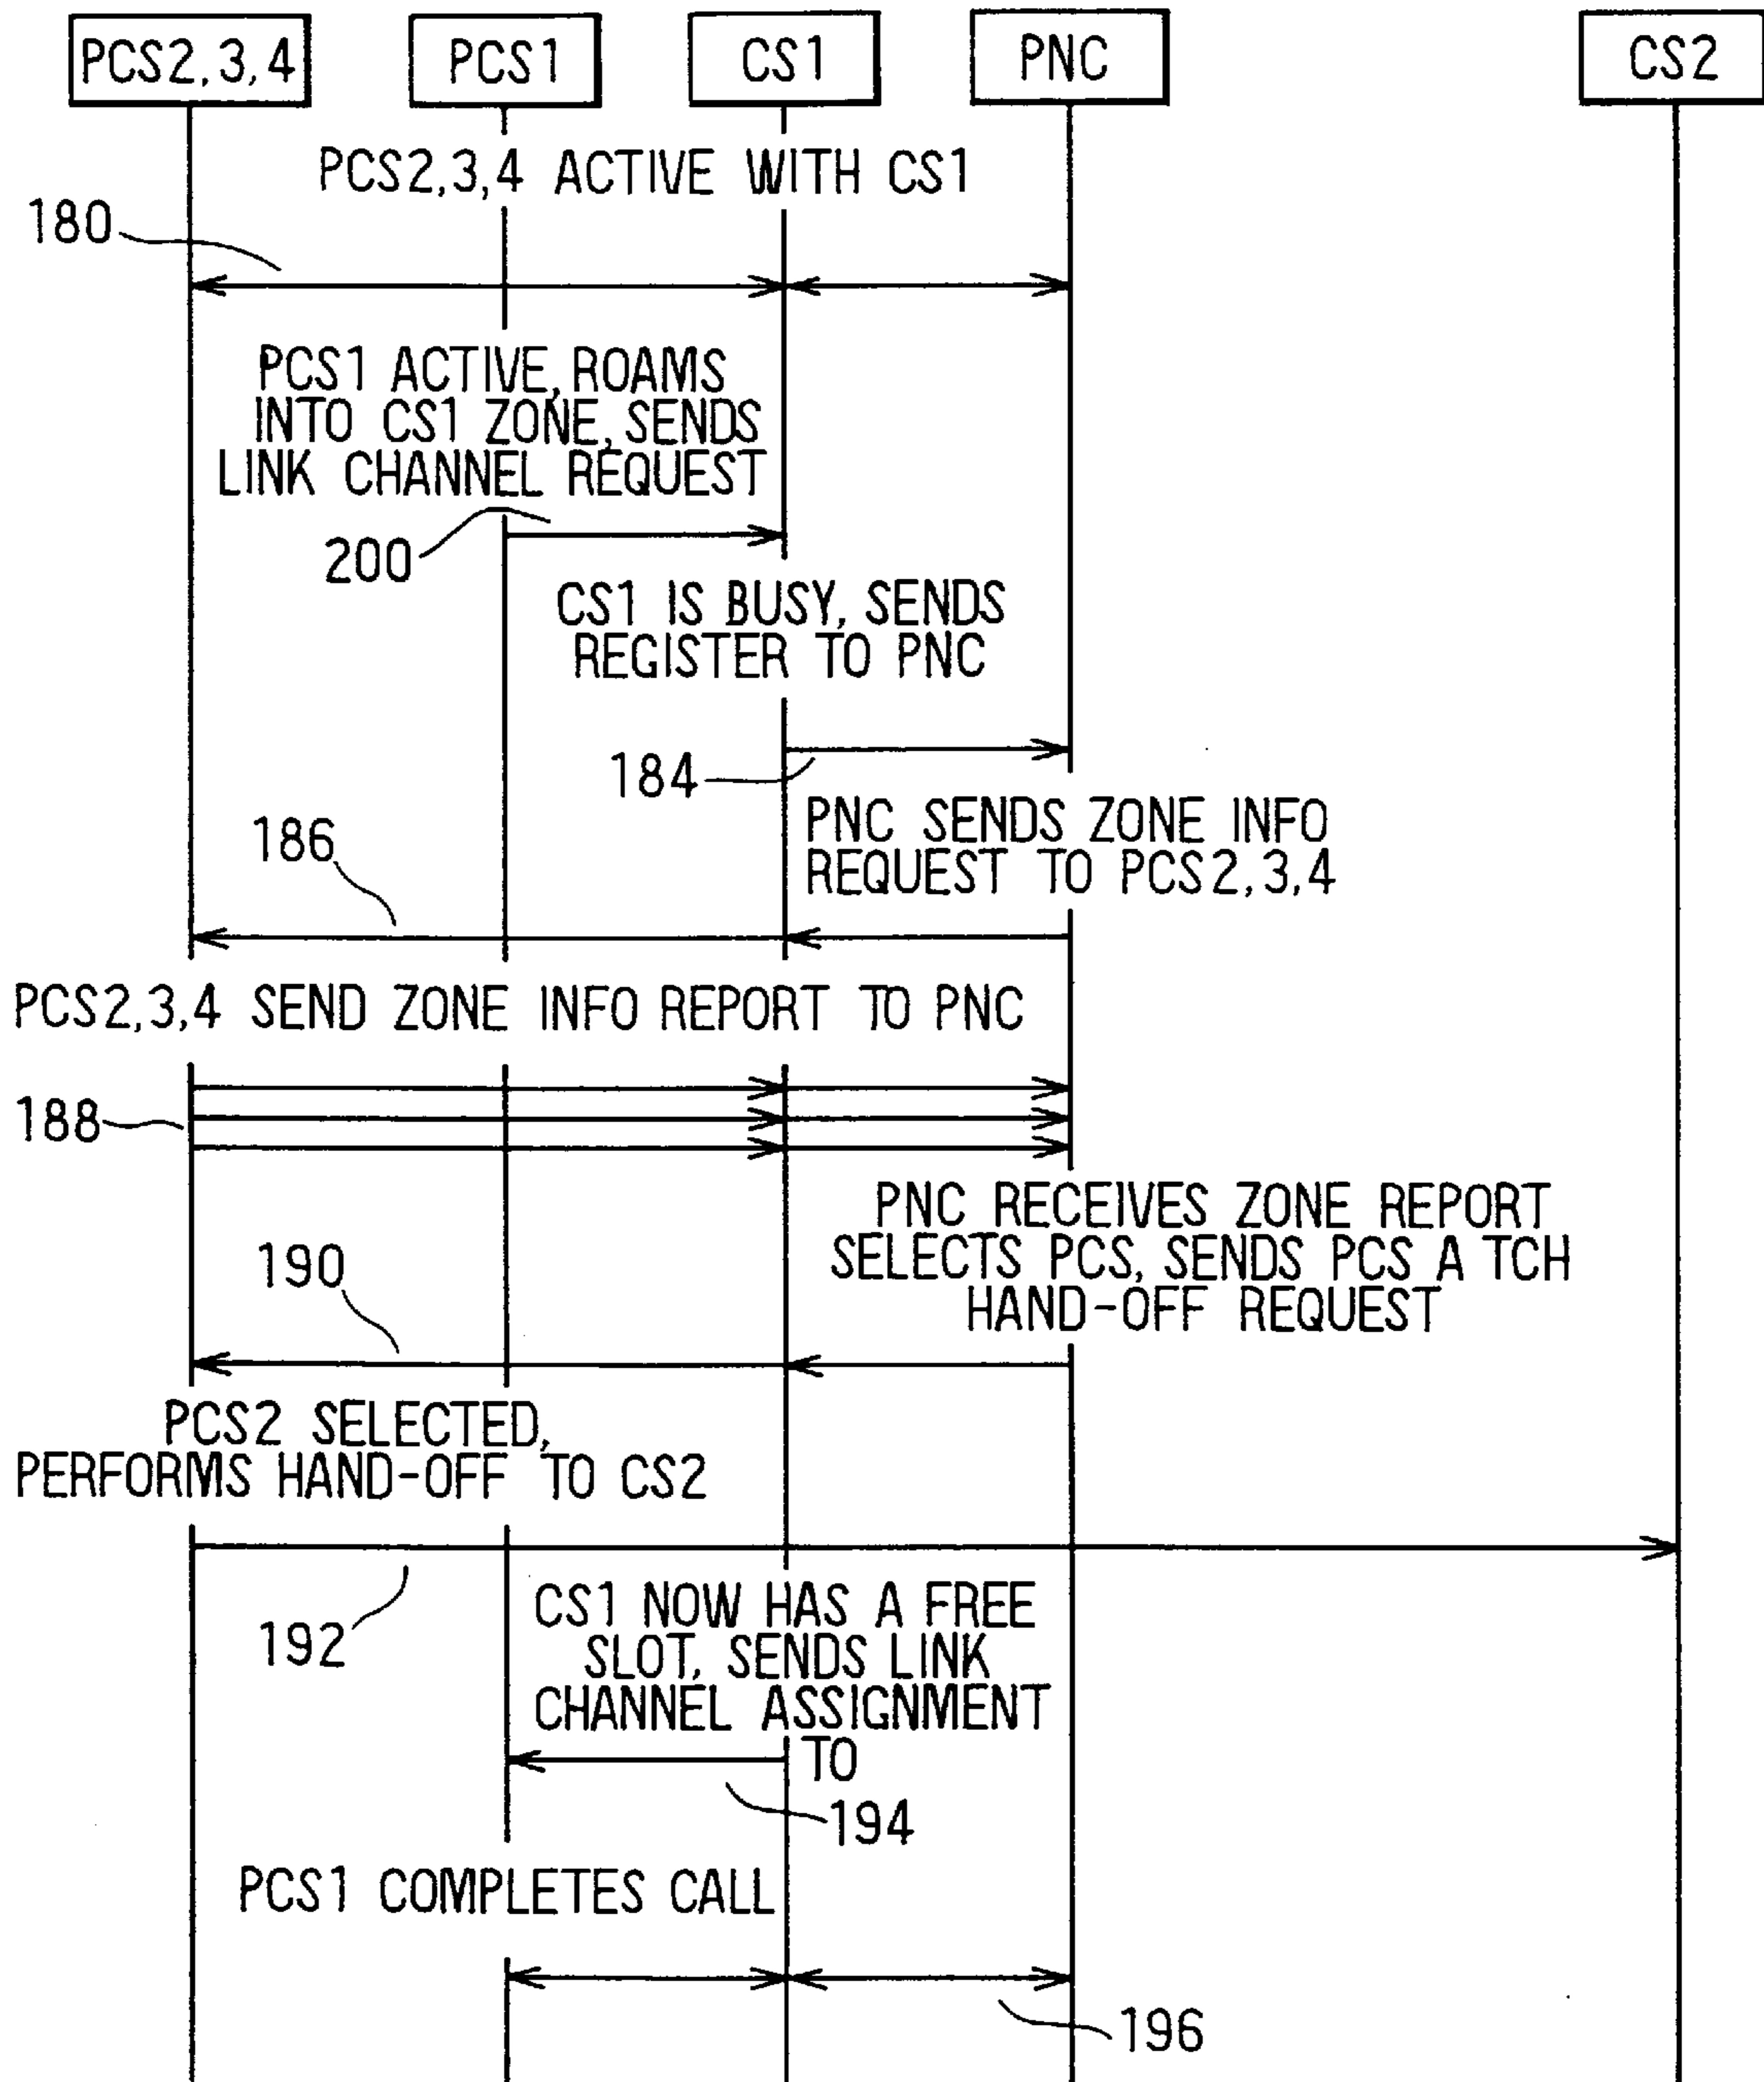 PCS2,3,4
PCS1
CS1
PNC
CS2
PCS2,3,4 ACTIVE WITH CS1
180
PCS1 ACTIVE, ROAMS
INTO CS1 ZONE, SENDS
LINK CHANNEL REQUEST
200
CS1 IS BUSY, SENDS
REGISTER TO PNC
184
PNC SENDS ZONE INFO
REQUEST TO PCS2,3,4
186
PCS2,3,4 SEND ZONE INFO REPORT TO PNC
188
PNC RECEIVES ZONE REPORT
SELECTS PCS, SENDS PCS A TCH
HAND-OFF REQUEST
190
PCS2 SELECTED,
PERFORMS HAND-OFF TO CS2
192
CS1 NOW HAS A FREE
SLOT, SENDS LINK
CHANNEL ASSIGNMENT
TO
194
PCS1 COMPLETES CALL
196